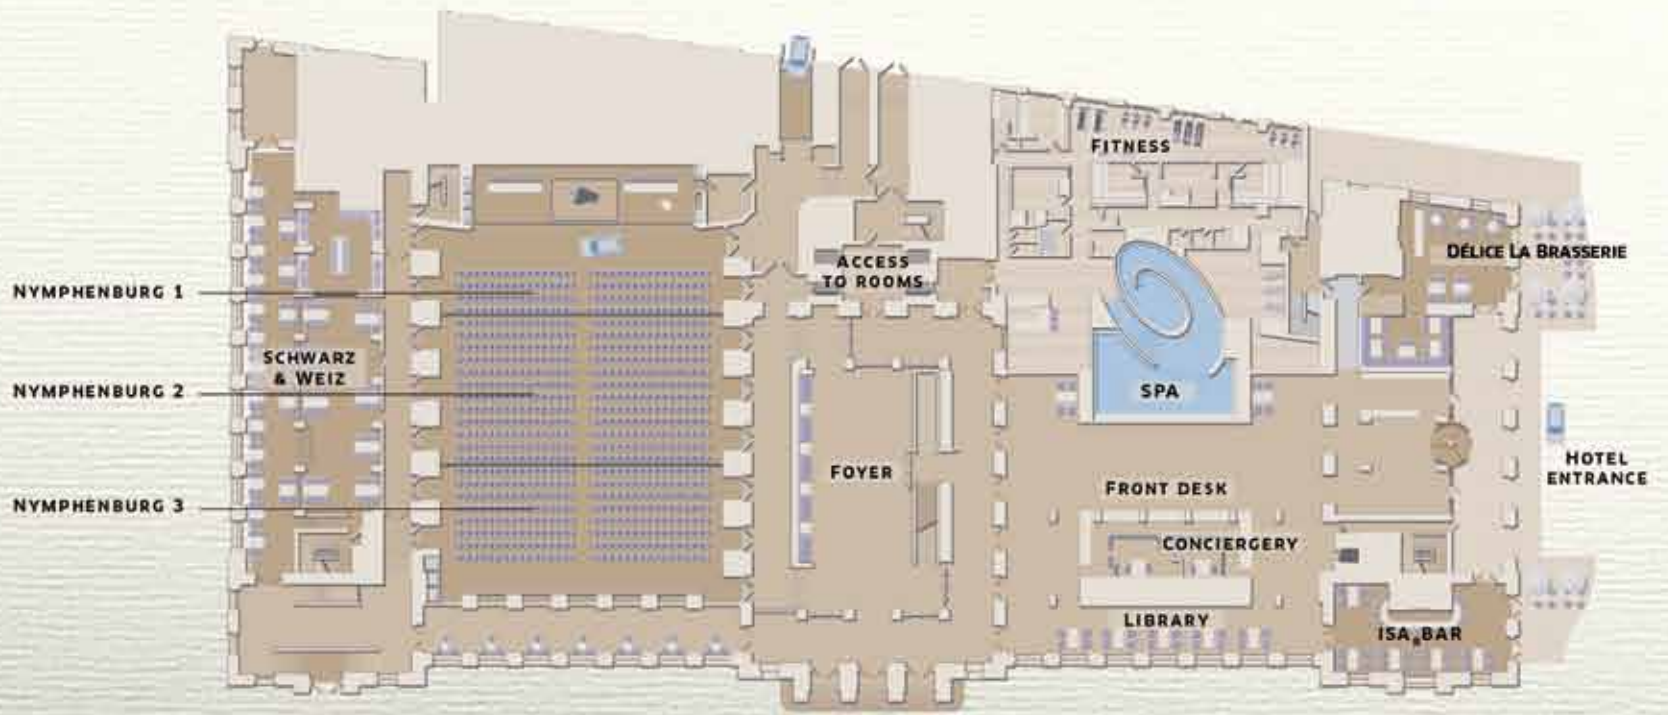 FITNESS
DÉLICE LA BRASSERIE
ACCESS
TO ROOMS
NYMPHENBURG 1
SCHWARZ
& WEIZ
NYMPHENBURG 2
SPA
FOYER
HOTEL
ENTRANCE
FRONT DESK
NYMPHENBURG 3
CONCIERGERY
LIBRARY
ISA BAR